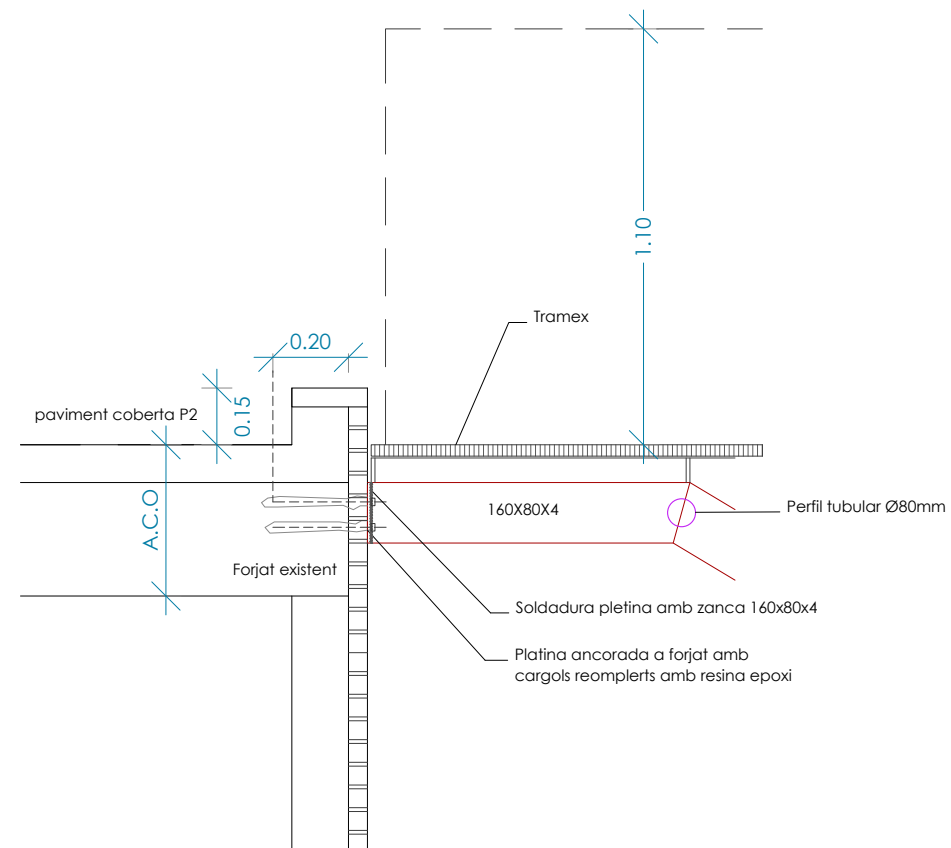 1.10
Tramex
0.20
0.15
paviment coberta P2
A.C.O
160X80X4
Perfil tubular Ø80mm
Forjat existent
Soldadura pletina amb zanca 160x80x4
Platina ancorada a forjat amb
cargols reomplerts amb resina epoxi